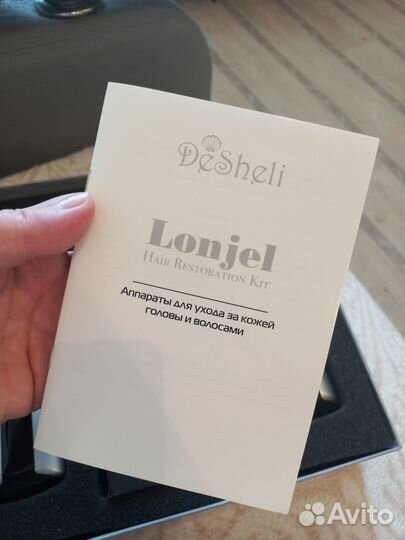 DeSheli
Lonjel
Hair Restoration Kit
Аппараты для ухода за кожей
головы и волосами
Avito